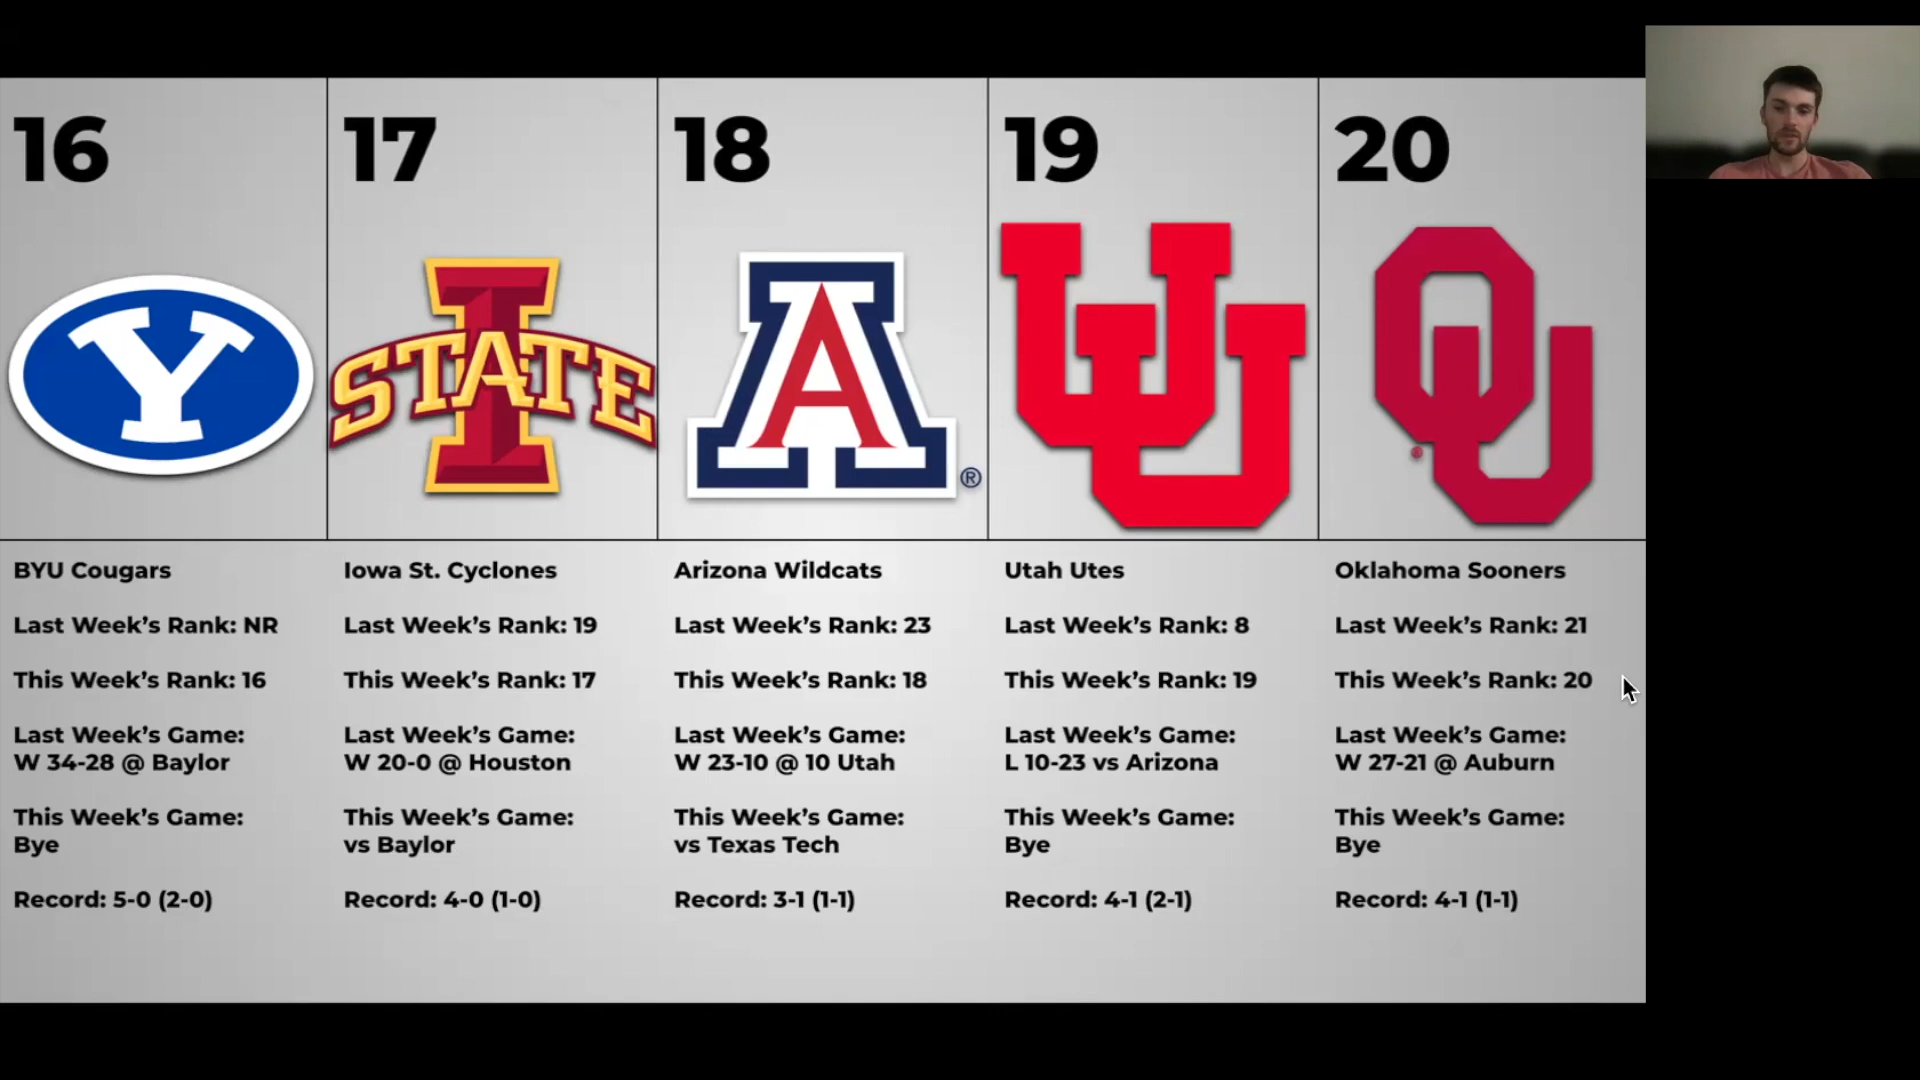 16
17
18
19
20
Y
I
STATE
A
®
UU
OU
BYU Cougars
Last Week’s Rank: NR
This Week’s Rank: 16
Last Week’s Game:
W 34-28 @ Baylor
This Week’s Game:
Bye
Record: 5-0 (2-0)
Iowa St. Cyclones
Last Week’s Rank: 19
This Week’s Rank: 17
Last Week’s Game:
W 20-0 @ Houston
This Week’s Game:
vs Baylor
Record: 4-0 (1-0)
Arizona Wildcats
Last Week’s Rank: 23
This Week’s Rank: 18
Last Week’s Game:
W 23-10 @ 10 Utah
This Week’s Game:
vs Texas Tech
Record: 3-1 (1-1)
Utah Utes
Last Week’s Rank: 8
This Week’s Rank: 19
Last Week’s Game:
L 10-23 vs Arizona
This Week’s Game:
Bye
Record: 4-1 (2-1)
Oklahoma Sooners
Last Week’s Rank: 21
This Week’s Rank: 20
Last Week’s Game:
W 27-21 @ Auburn
This Week’s Game:
Bye
Record: 4-1 (1-1)